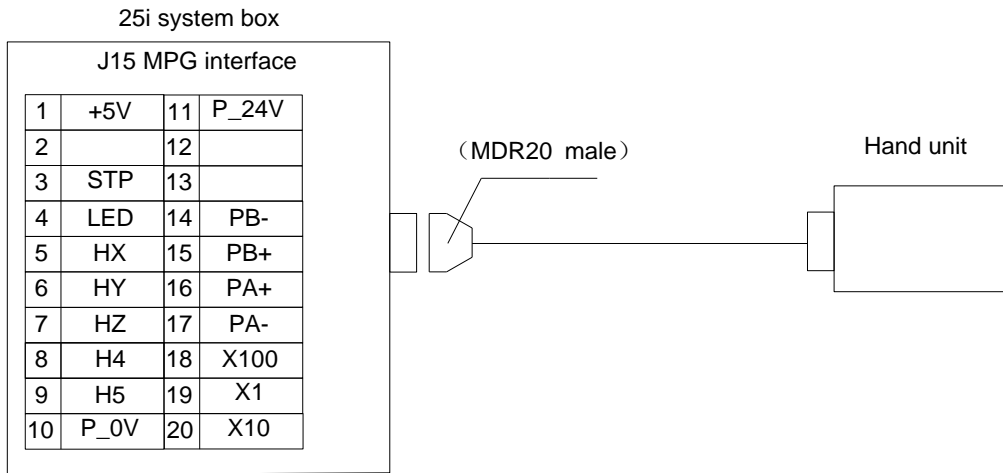 25i system box
J15 MPG interface
1 +5V 11 P_24V
2 12
3 STP 13
4 LED 14 PB-
5 HX 15 PB+
6 HY 16 PA+
7 HZ 17 PA-
8 H4 18 X100
9 H5 19 X1
10 P_0V 20 X10
（MDR20 male）
Hand unit